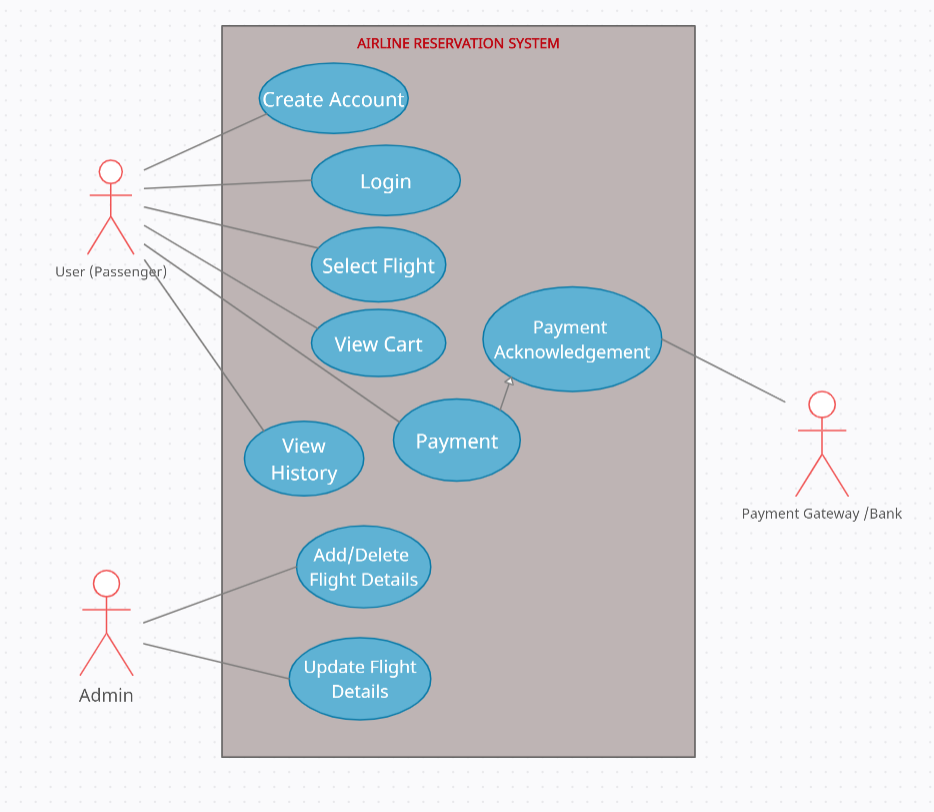 AIRLINE RESERVATION SYSTEM
Create Account
Login
User (Passenger)
Select Flight
View Cart
Payment
Acknowledgement
Payment
View
History
Payment Gateway /Bank
Add/Delete
Flight Details
Update Flight
Details
Admin